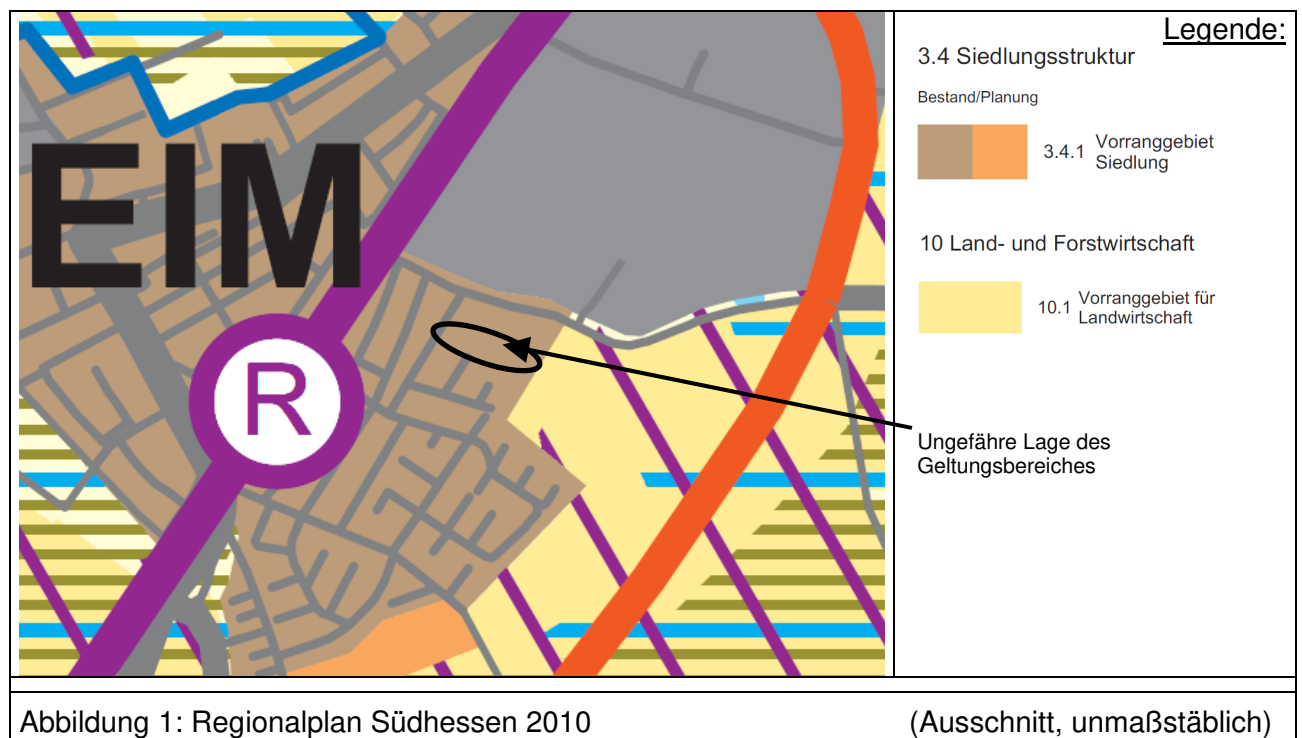 EIM
R
Legende:
3.4 Siedlungsstruktur
Bestand/Planung
3.4.1 Vorranggebiet
Siedlung
10 Land- und Forstwirtschaft
10.1 Vorranggebiet für
Landwirtschaft
Ungefähre Lage des
Geltungsbereiches
Abbildung 1: Regionalplan Südhessen 2010 (Ausschnitt, unmaßstäblich)